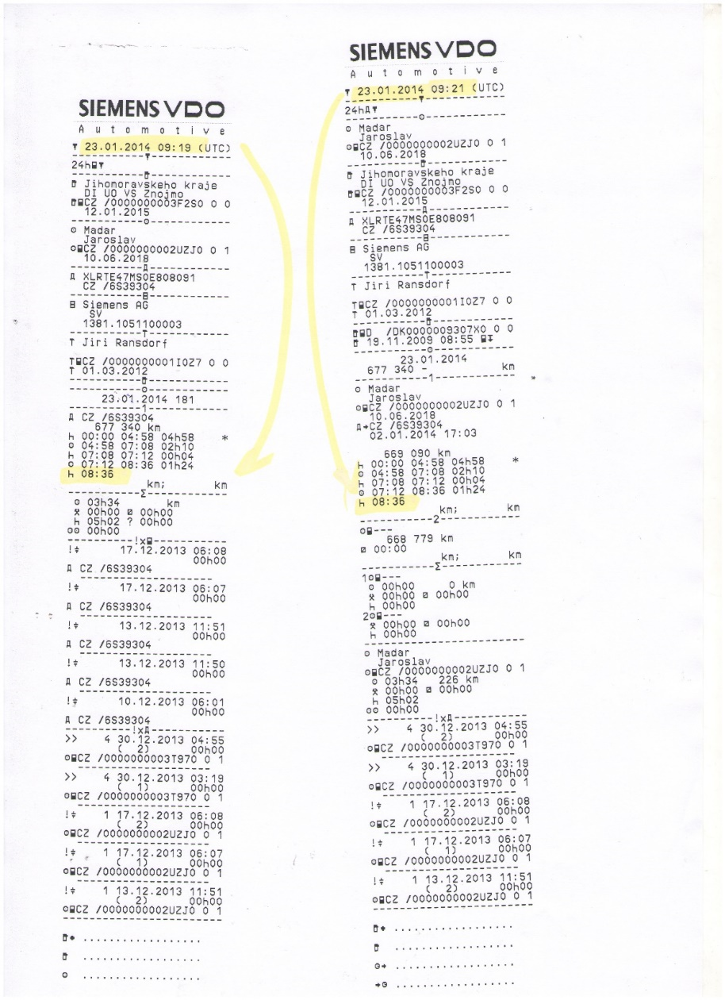 SIEMENS VDO
Automotive
▼ 23.01.2014 09:19 (UTC)
24h▼
Jihomoravskeho kraje
DI UO VS Znojmo
CZ /0000000003F2S0 0 0
12.01.2015
o Madar
Jaroslav
CZ /0000000002UZJ0 0 1
10.06.2018
A XLRTE47MS0E808091
CZ /6S39304
B Siemens AG
SV
1381.1051100003
T Jiri Ransdorf
T CZ /0000000001I0Z7 0 0
T 01.03.2012
23.01.2014 181
1
A CZ /6S39304
677 340 km
h 00:00 04:58 04h58 *
o 04:58 07:08 02h10
h 07:08 07:12 00h04
o 07:12 08:36 01h24
h 08:36
km; km
Σ
o 03h34 km
00h00 00h00
h 05h02 ? 00h00
oo 00h00
!x
! 17.12.2013 06:08
00h00
A CZ /6S39304
! 17.12.2013 06:07
00h00
A CZ /6S39304
! 13.12.2013 11:51
00h00
A CZ /6S39304
! 13.12.2013 11:50
00h00
A CZ /6S39304
! 10.12.2013 06:01
00h00
A CZ /6S39304
!xA
>> 4 30.12.2013 04:55
( 2) 00h00
CZ /0000000003T970 0 1
>> 4 30.12.2013 03:19
( 1) 00h00
CZ /0000000003T970 0 1
! 1 17.12.2013 06:08
( 2) 00h00
CZ /0000000002UZJ0 0 1
! 1 17.12.2013 06:07
( 1) 00h00
CZ /0000000002UZJ0 0 1
! 1 13.12.2013 11:51
( 2) 00h00
CZ /0000000002UZJ0 0 1
SIEMENS VDO
Automotive
▼ 23.01.2014 09:21 (UTC)
24hA▼
o Madar
Jaroslav
CZ /0000000002UZJ0 0 1
10.06.2018
Jihomoravskeho kraje
DI UO VS Znojmo
CZ /0000000003F2S0 0 0
12.01.2015
A XLRTE47MS0E808091
CZ /6S39304
B Siemens AG
SV
1381.1051100003
T Jiri Ransdorf
T CZ /0000000001I0Z7 0 0
T 01.03.2012
D /DK0000009307X0 0 0
19.11.2009 08:55
23.01.2014
677 340 - km
1
o Madar
Jaroslav
CZ /0000000002UZJ0 0 1
10.06.2018
A→CZ /6S39304
02.01.2014 17:03
669 090 km
h 00:00 04:58 04h58 *
o 04:58 07:08 02h10
h 07:08 07:12 00h04
o 07:12 08:36 01h24
h 08:36
km; km
2
o ---
668 779 km
00:00
km; km
Σ
1o ---
o 00h00 0 km
00h00 00h00
h 00h00
2o ---
00h00 00h00
h 00h00
o Madar
Jaroslav
CZ /0000000002UZJ0 0 1
o 03h34 226 km
00h00 00h00
h 05h02
oo 00h00
!xA
>> 4 30.12.2013 04:55
( 2) 00h00
CZ /0000000003T970 0 1
>> 4 30.12.2013 03:19
( 1) 00h00
CZ /0000000003T970 0 1
! 1 17.12.2013 06:08
( 2) 00h00
CZ /0000000002UZJ0 0 1
! 1 17.12.2013 06:07
( 1) 00h00
CZ /0000000002UZJ0 0 1
! 1 13.12.2013 11:51
( 2) 00h00
CZ /0000000002UZJ0 0 1